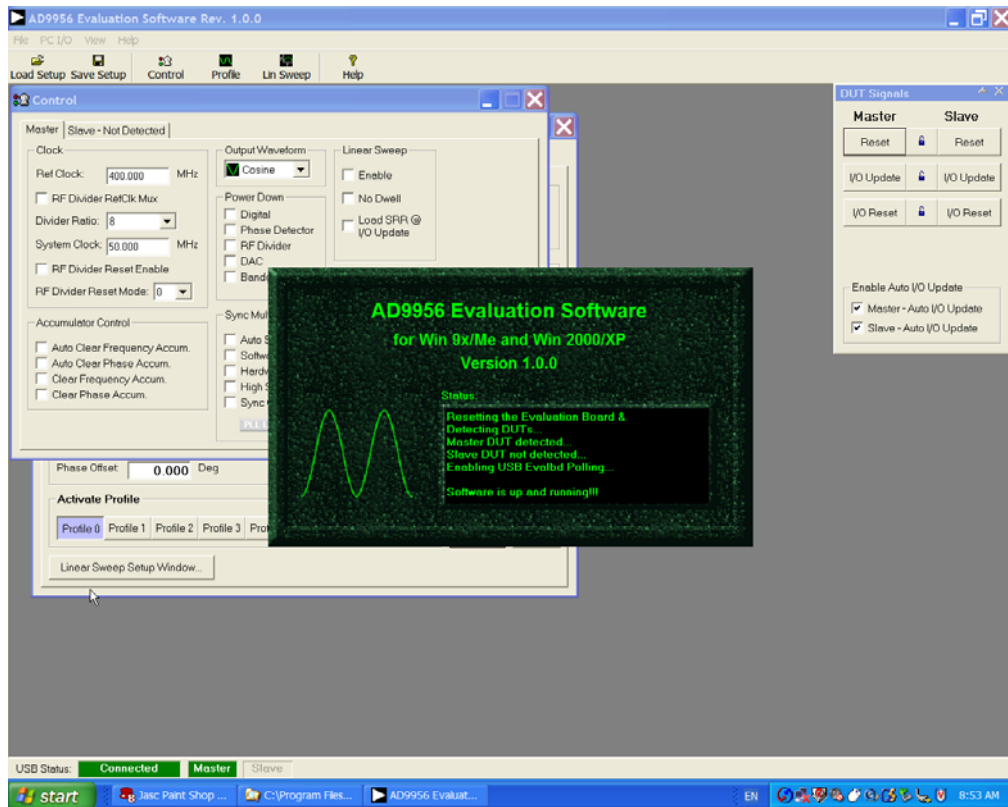 AD9956 Evaluation Software Rev. 1.0.0
File PC I/O View Help
Load Setup Save Setup Control Profile Lin Sweep Help
Control
Master Slave - Not Detected
Clock
Ref Clock: 400.000 MHz
RF Divider RefClk Mux
Divider Ratio: 8
System Clock: 50.000 MHz
RF Divider Reset Enable
RF Divider Reset Mode: 0
Accumulator Control
Auto Clear Frequency Accum.
Auto Clear Phase Accum.
Clear Frequency Accum.
Clear Phase Accum.
Output Waveform
Cosine
Power Down
Digital
Phase Detector
RF Divider
DAC
Linear Sweep
Enable
No Dwell
Load SRR @
I/O Update
AD9956 Evaluation Software
for Win 9x/Me and Win 2000/XP
Version 1.0.0
Status:
Resetting the Evaluation Board &
Detecting DUTs...
Master DUT detected...
Slave DUT not detected...
Enabling USB Evalbd Polling...
Software is up and running!!!
Phase Offset: 0.000 Deg
Activate Profile
Profile 0 Profile 1 Profile 2 Profile 3
Linear Sweep Setup Window...
DUT Signals
Master Slave
Reset Reset
I/O Update I/O Update
I/O Reset I/O Reset
Enable Auto I/O Update
Master - Auto I/O Update
Slave - Auto I/O Update
USB Status: Connected Master Slave
start Jasc Paint Shop ... C:\Program Files... AD9956 Evaluat... EN 8:53 AM